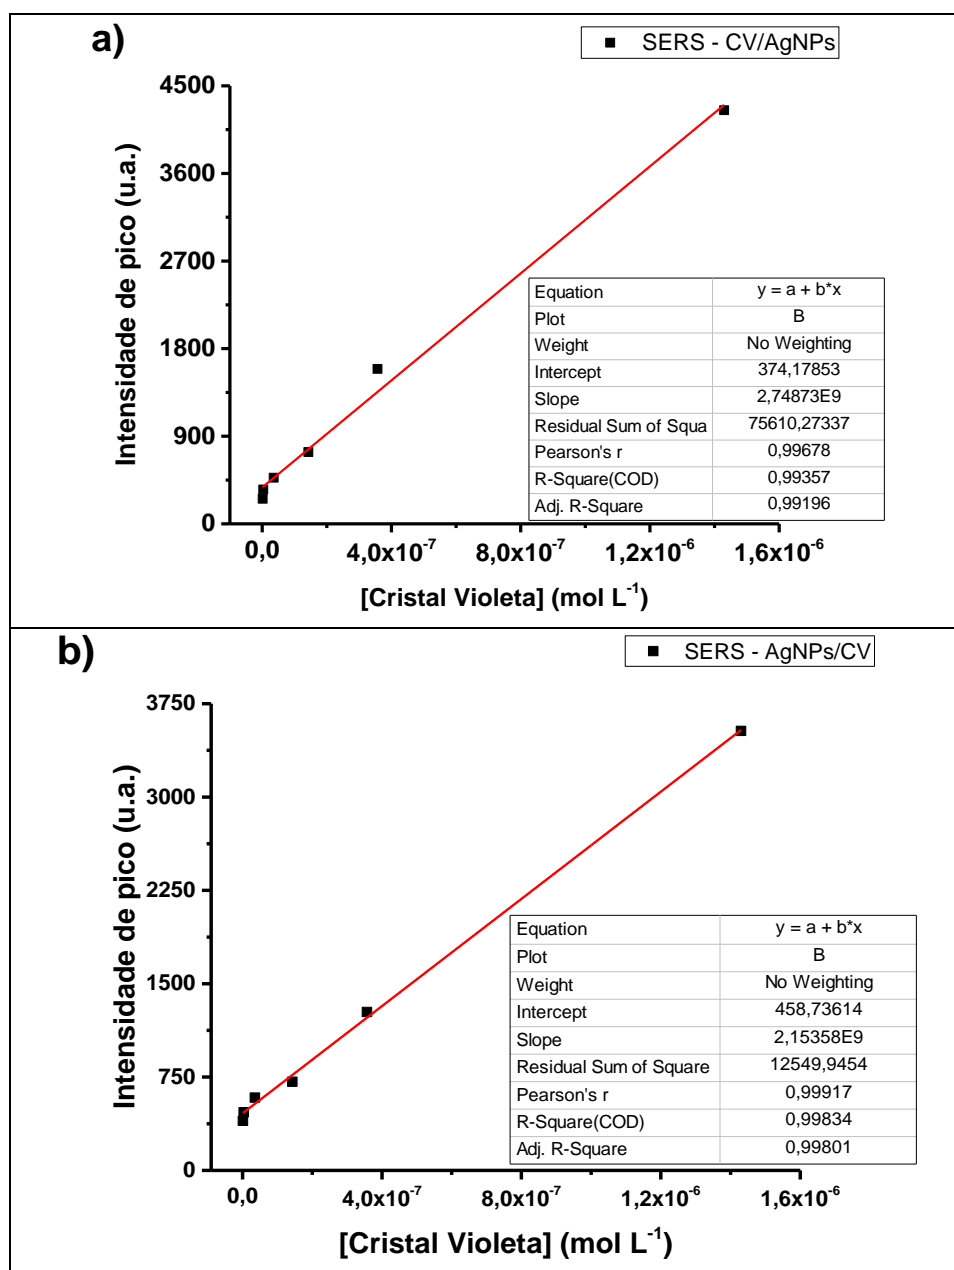 a)
SERS - CV/AgNPs
4500
3600
2700
1800
900
0
Intensidade de pico (u.a.)
Equation y = a + b*x
Plot B
Weight No Weighting
Intercept 374,17853
Slope 2,74873E9
Residual Sum of Squa 75610,27337
Pearson's r 0,99678
R-Square(COD) 0,99357
Adj. R-Square 0,99196
0,0 4,0x10⁻⁷ 8,0x10⁻⁷ 1,2x10⁻⁶ 1,6x10⁻⁶
[Cristal Violeta] (mol L⁻¹)
b)
SERS - AgNPs/CV
3750
3000
2250
1500
750
0
Intensidade de pico (u.a.)
Equation y = a + b*x
Plot B
Weight No Weighting
Intercept 458,73614
Slope 2,15358E9
Residual Sum of Square 12549,9454
Pearson's r 0,99917
R-Square(COD) 0,99834
Adj. R-Square 0,99801
0,0 4,0x10⁻⁷ 8,0x10⁻⁷ 1,2x10⁻⁶ 1,6x10⁻⁶
[Cristal Violeta] (mol L⁻¹)